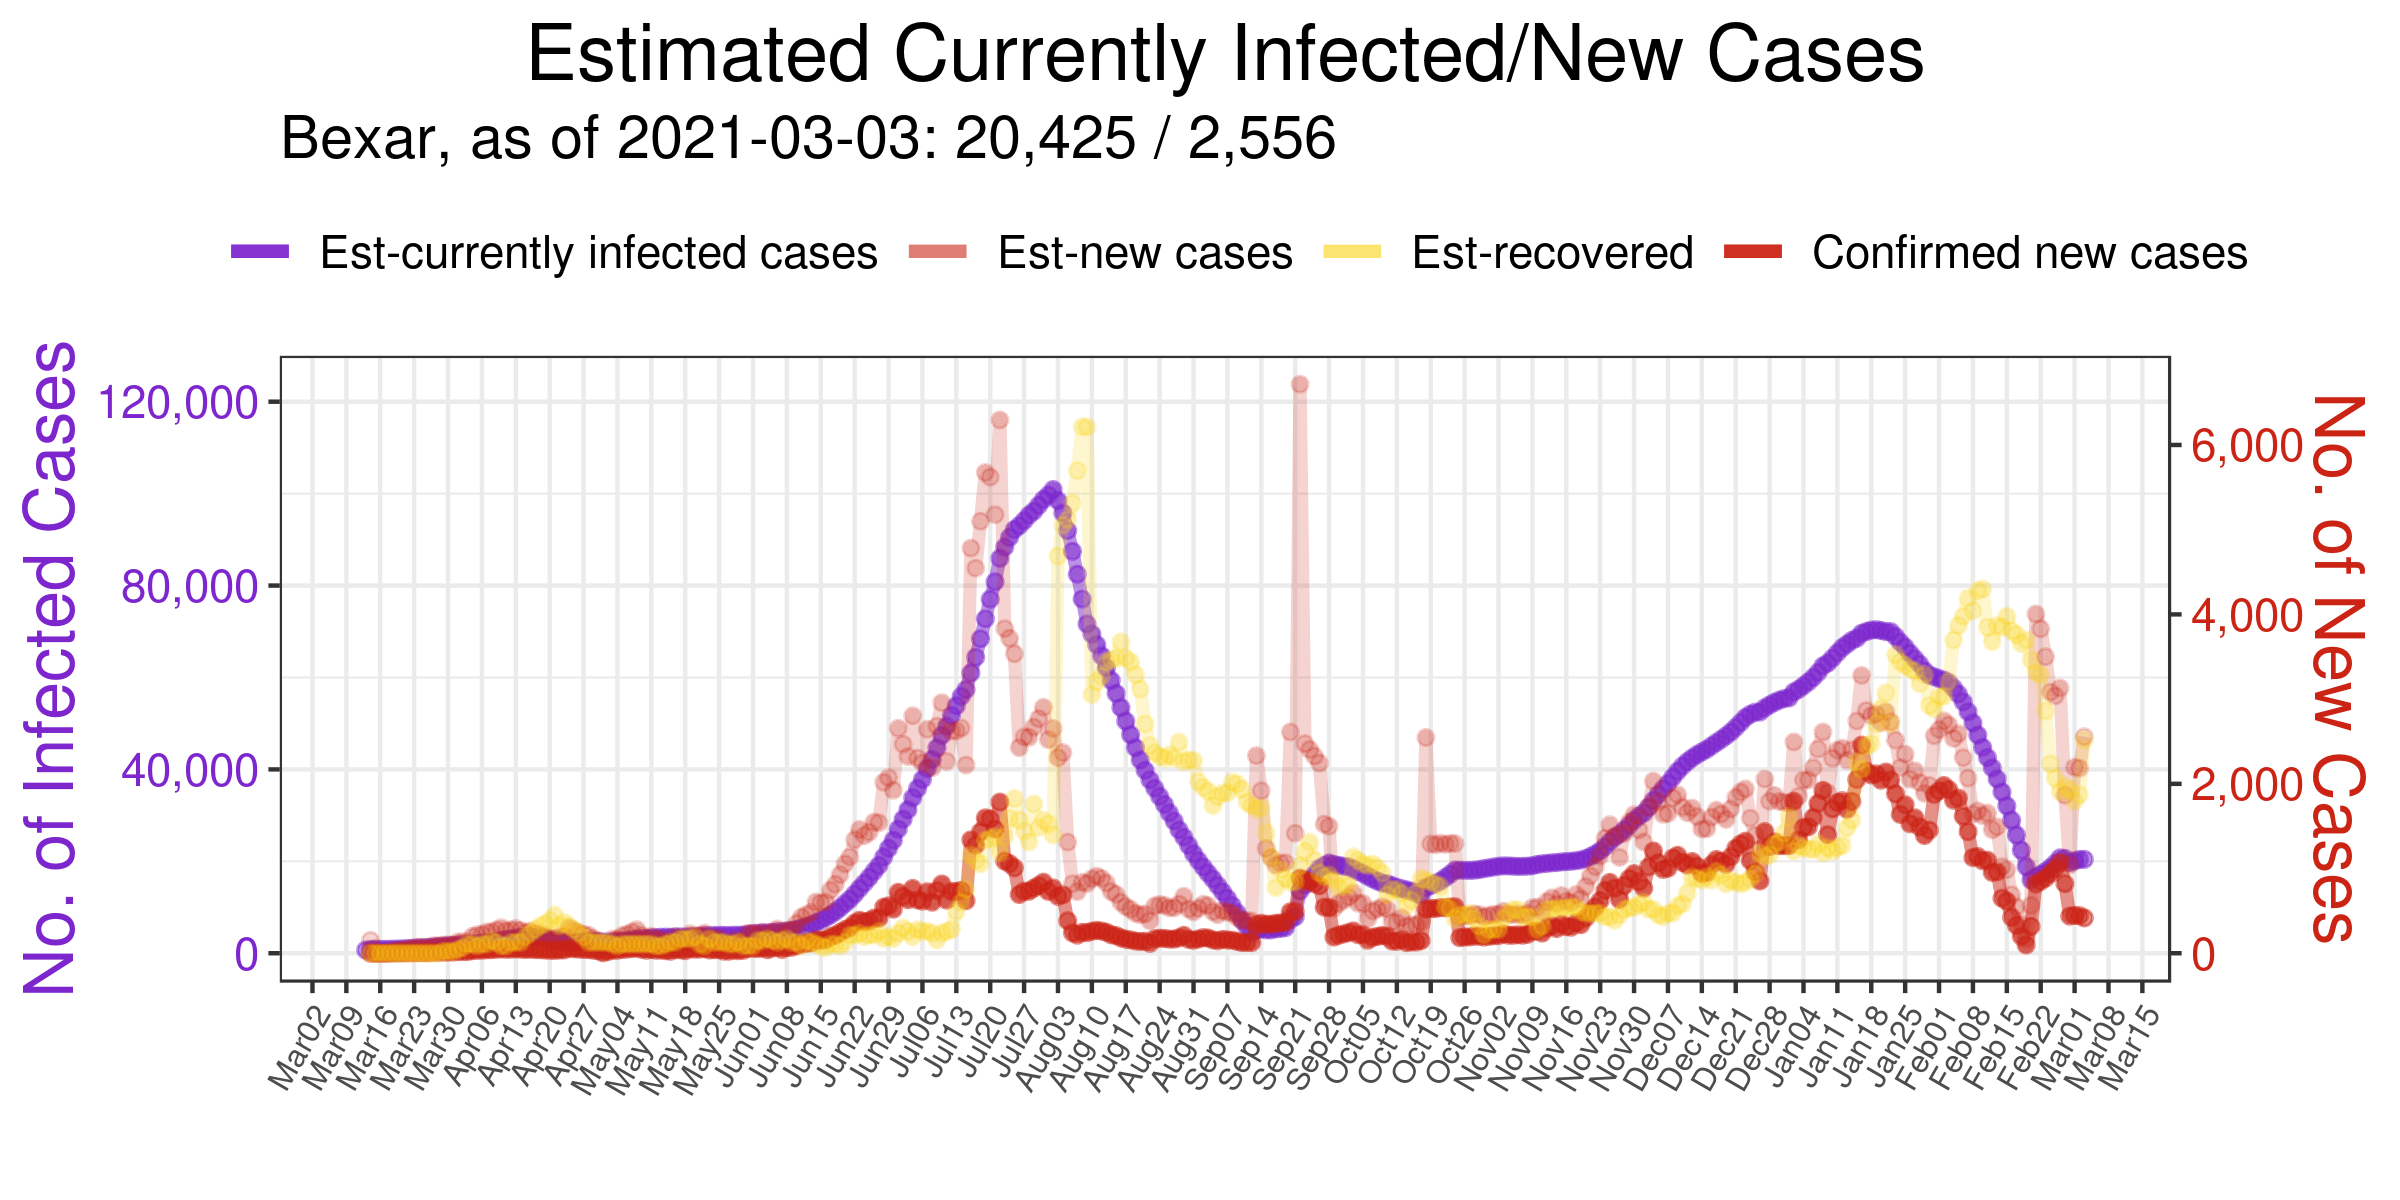 Estimated Currently Infected/New Cases
Bexar, as of 2021-03-03: 20,425 / 2,556
Est-currently infected cases Est-new cases Est-recovered Confirmed new cases
No. of Infected Cases
120,000
80,000
40,000
0
6,000
4,000
2,000
0
No. of New Cases
Mar02 Mar09 Mar16 Mar23 Mar30 Apr06 Apr13 Apr20 Apr27 May04 May11 May18 May25 Jun01 Jun08 Jun15 Jun22 Jun29 Jul06 Jul13 Jul20 Jul27 Aug03 Aug10 Aug17 Aug24 Aug31 Sep07 Sep14 Sep21 Sep28 Oct05 Oct12 Oct19 Oct26 Nov02 Nov09 Nov16 Nov23 Nov30 Dec07 Dec14 Dec21 Dec28 Jan04 Jan11 Jan18 Jan25 Feb01 Feb08 Feb15 Feb22 Mar01 Mar08 Mar15